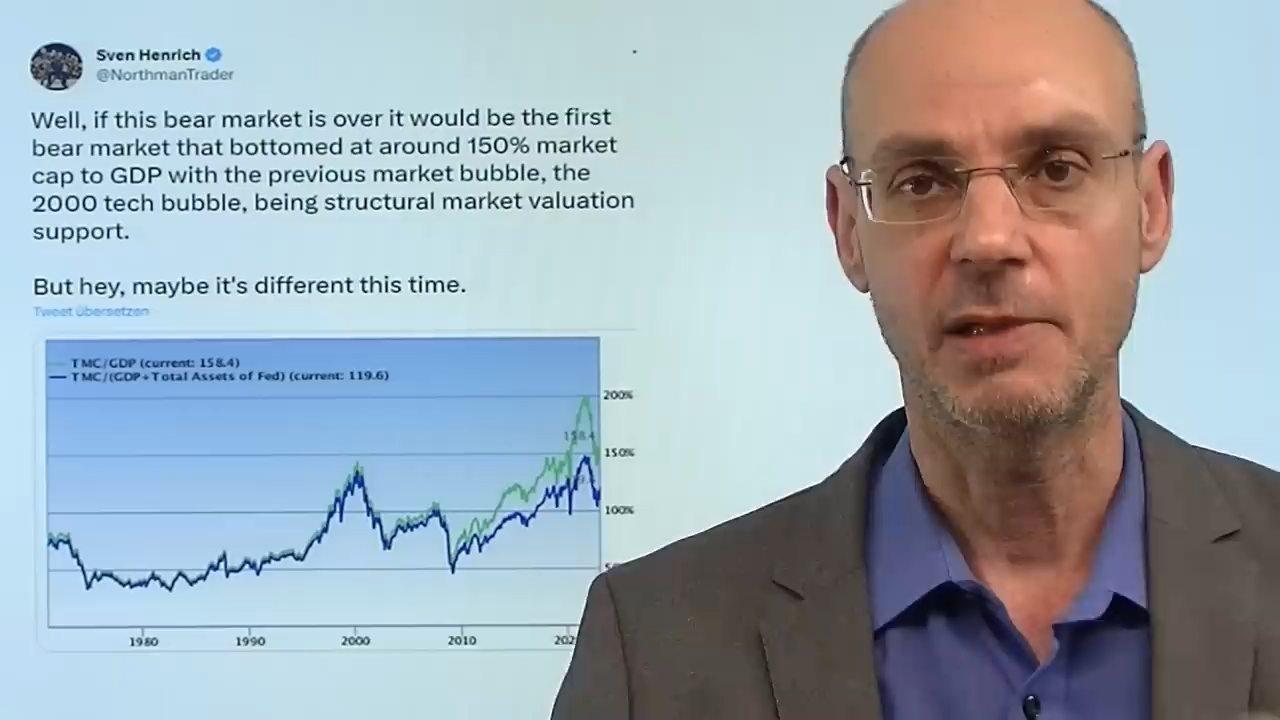 Sven Henrich
@NorthmanTrader
Well, if this bear market is over it would be the first
bear market that bottomed at around 150% market
cap to GDP with the previous market bubble, the
2000 tech bubble, being structural market valuation
support.
But hey, maybe it's different this time.
Tweet übersetzen
TMC/GDP (current: 158.4)
TMC/(GDP+Total Assets of Fed) (current: 119.6)
200%
158.4
150%
100%
1980 1990 2000 2010